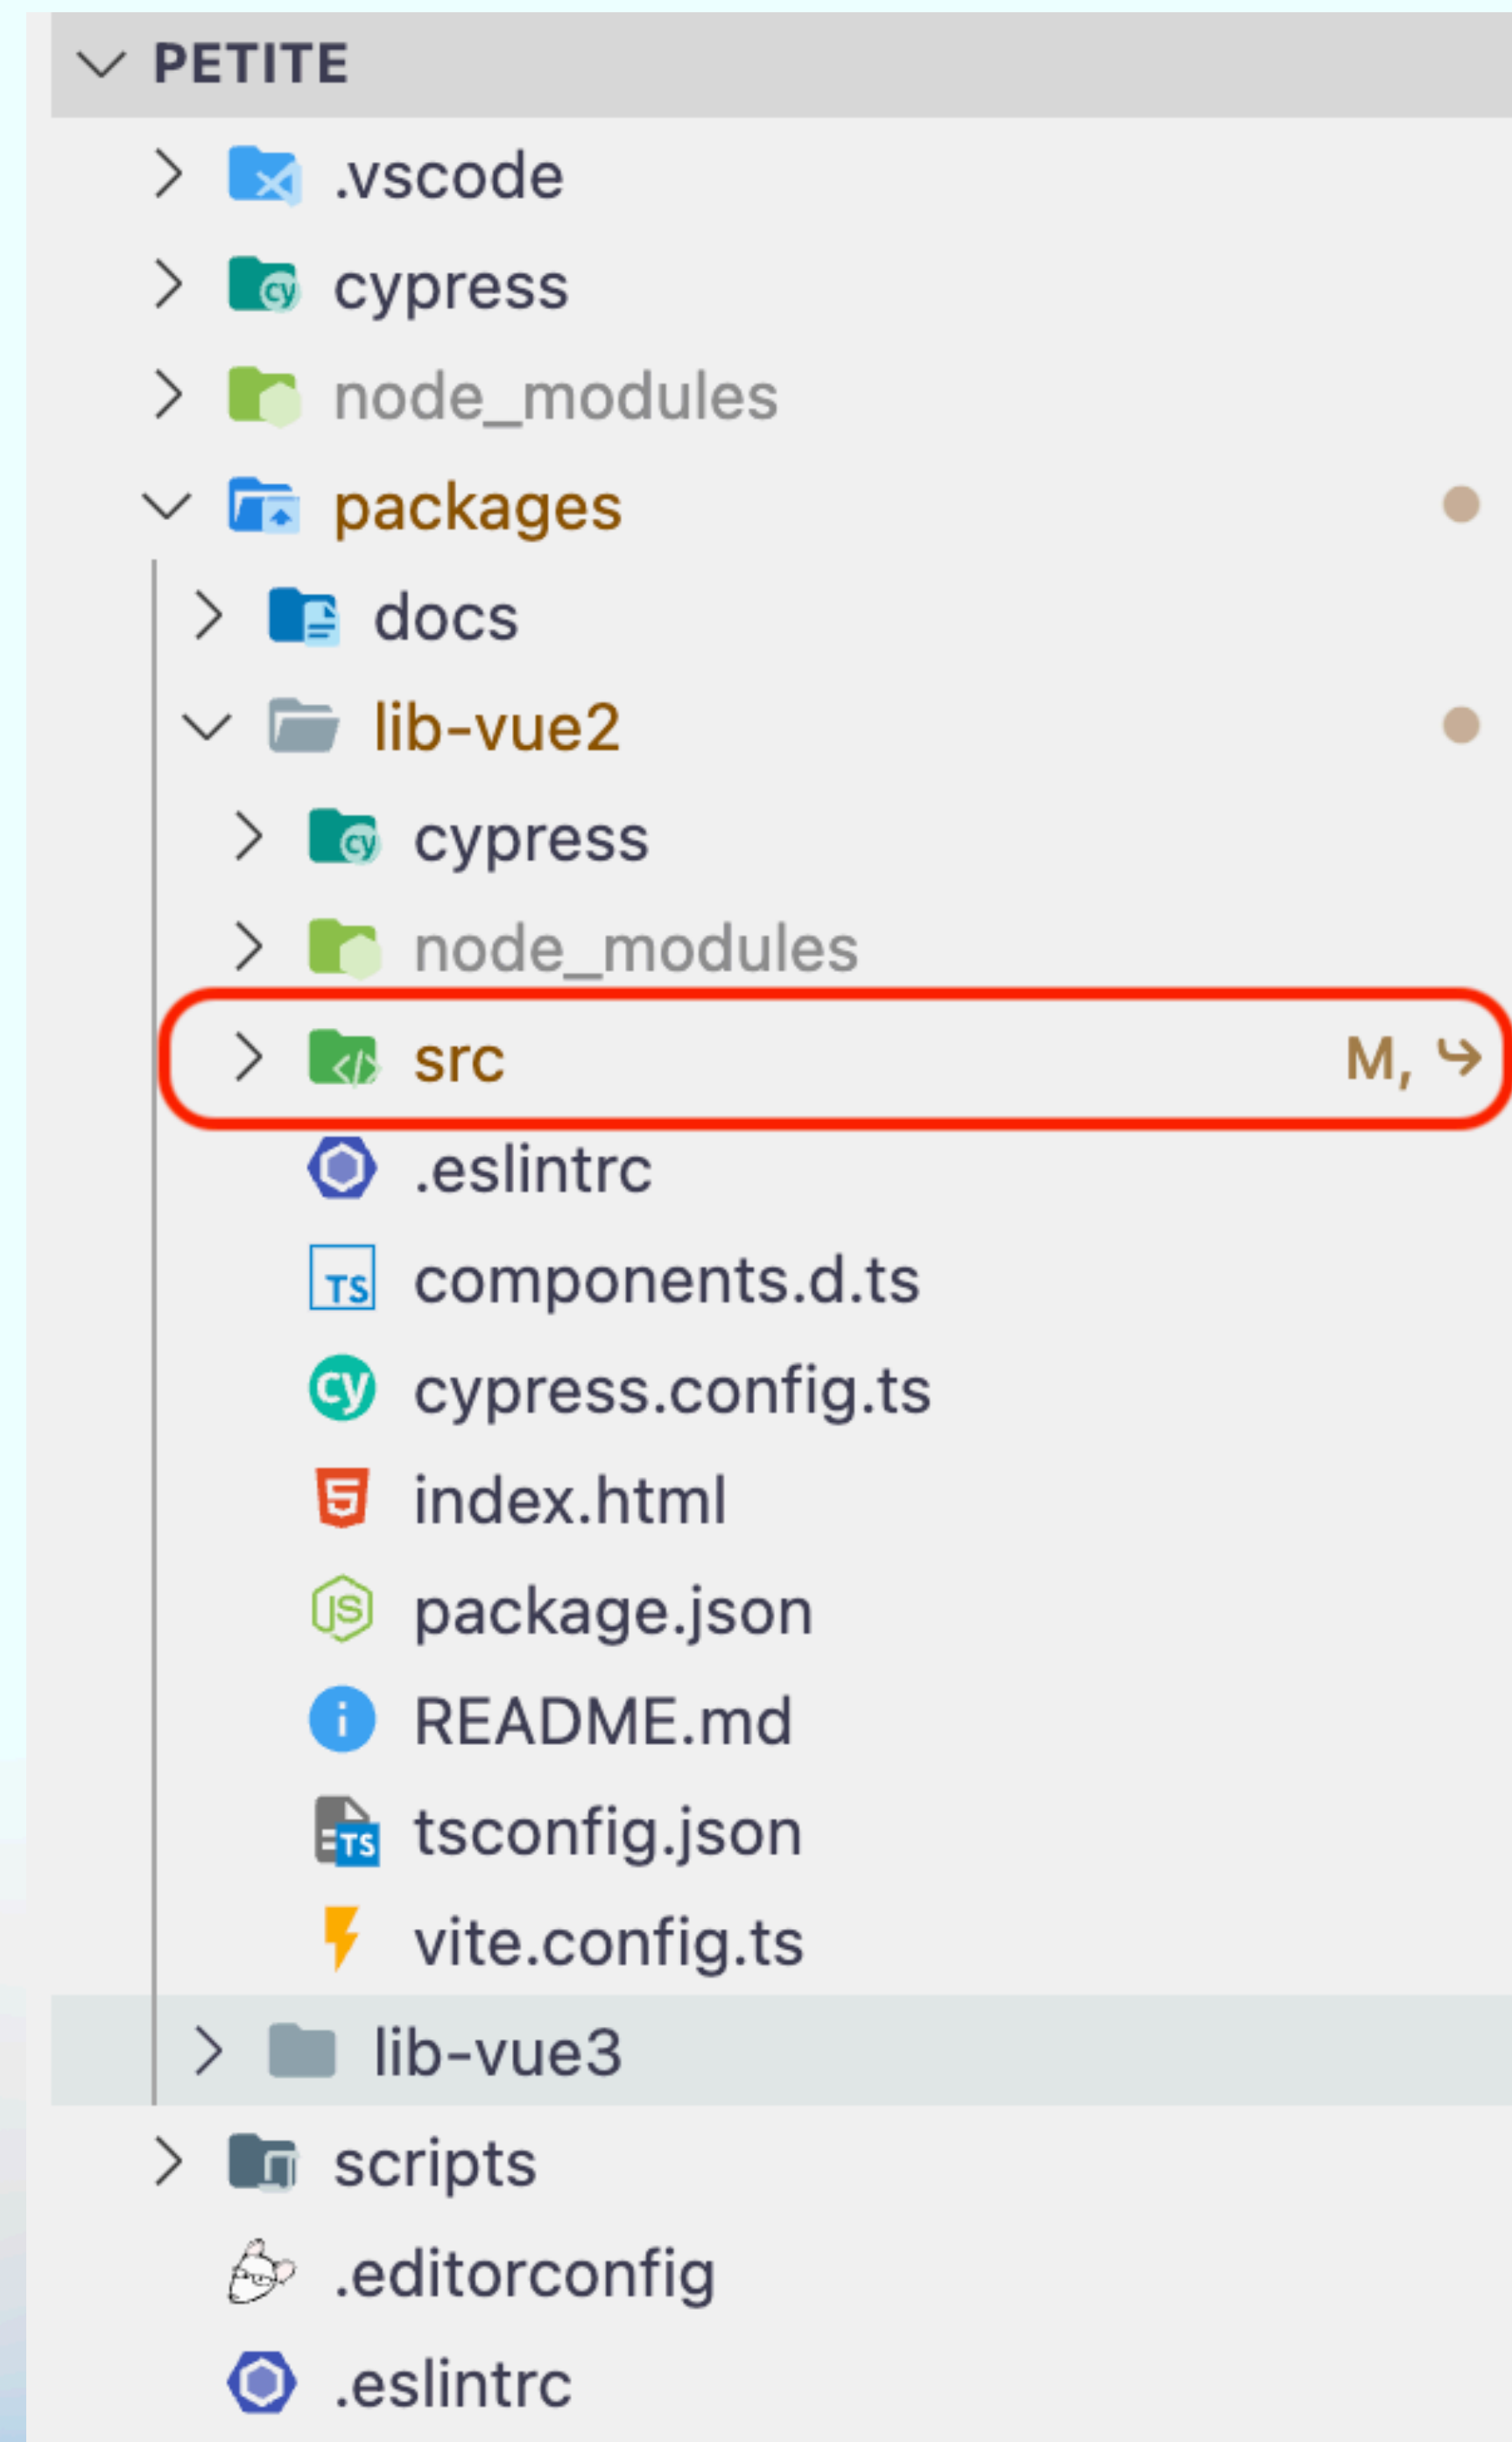 PETITE
.vscode
cypress
node_modules
packages
docs
lib-vue2
cypress
node_modules
src M,
.eslintrc
components.d.ts
cypress.config.ts
index.html
package.json
README.md
tsconfig.json
vite.config.ts
lib-vue3
scripts
.editorconfig
.eslintrc